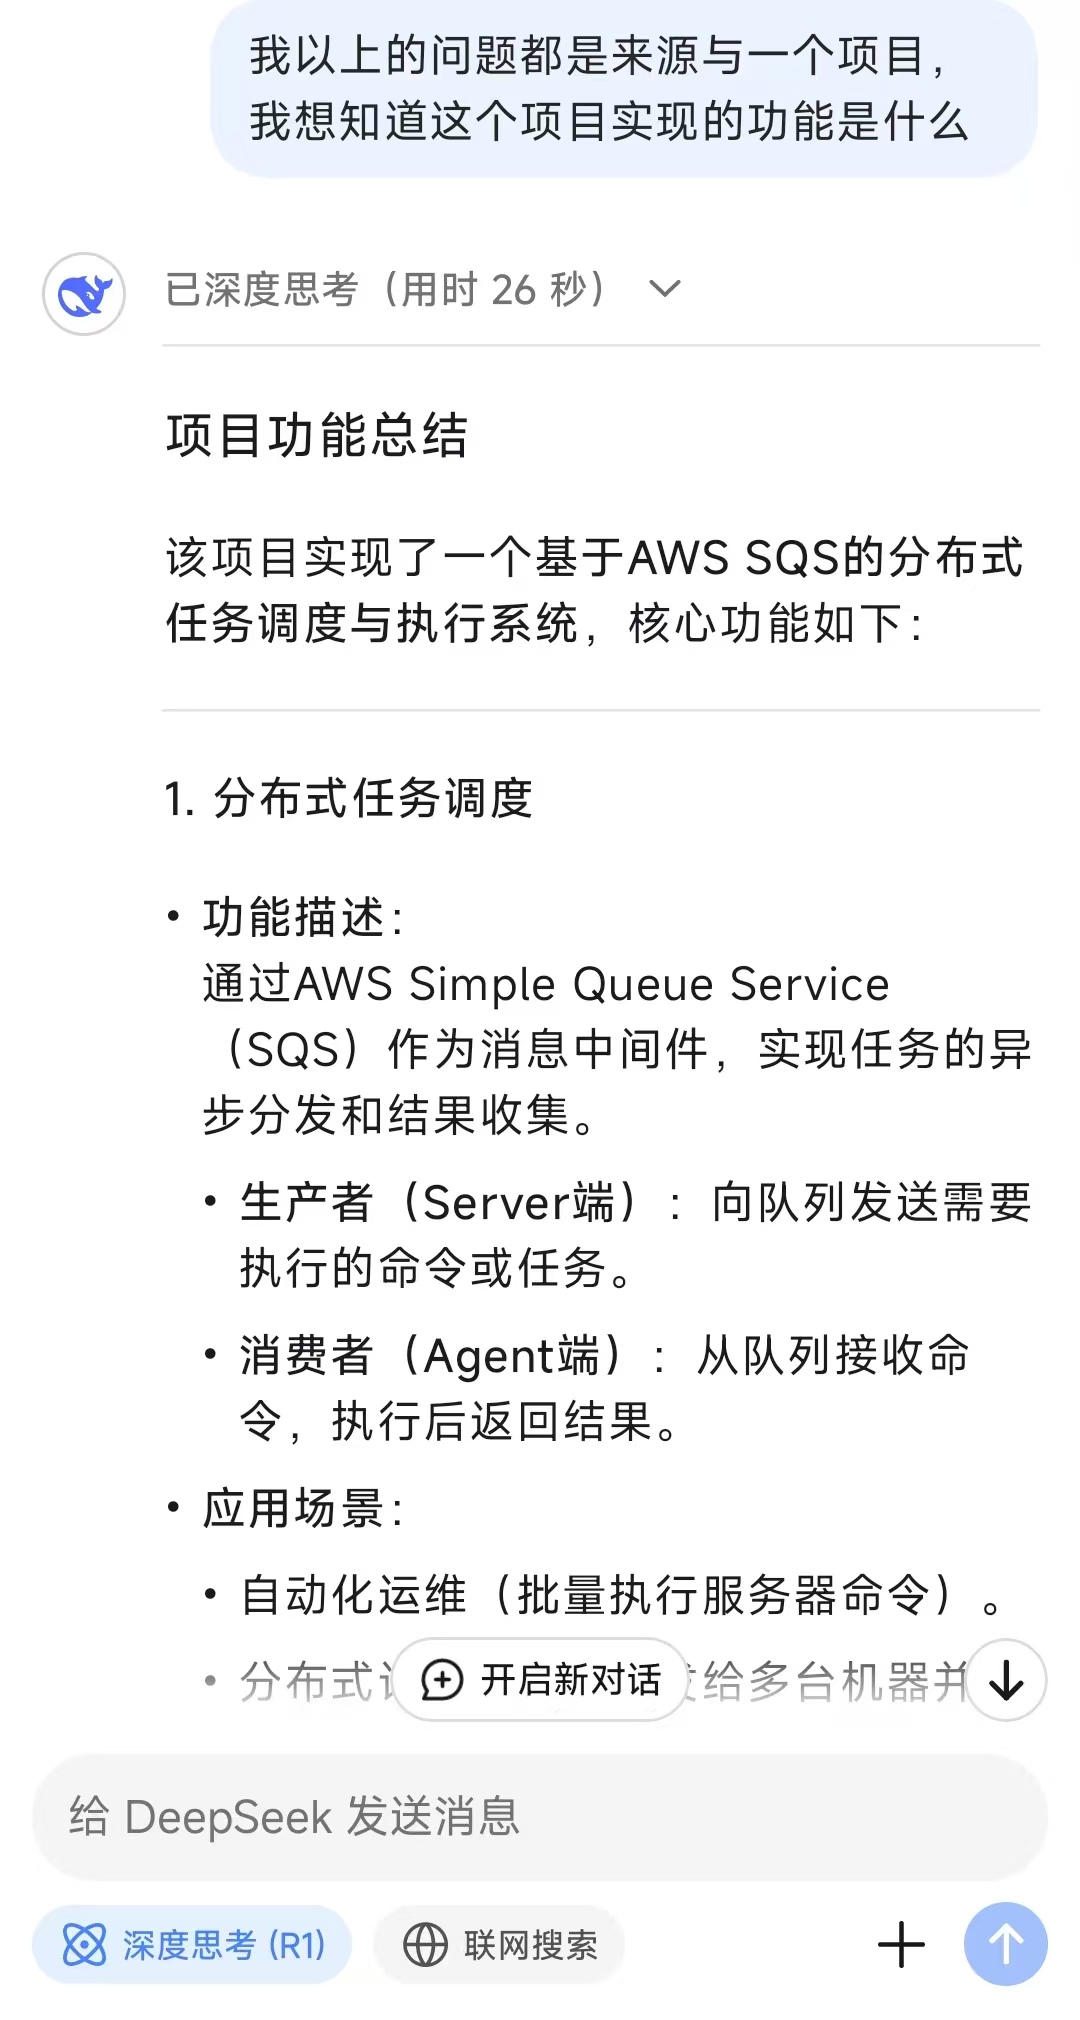 我以上的问题都是来源与一个项目，
我想知道这个项目实现的功能是什么
已深度思考（用时 26 秒）
项目功能总结
该项目实现了一个基于AWS SQS的分布式
任务调度与执行系统，核心功能如下：
1. 分布式任务调度
• 功能描述：
通过AWS Simple Queue Service
（SQS）作为消息中间件，实现任务的异
步分发和结果收集。
• 生产者（Server端）：向队列发送需要
执行的命令或任务。
• 消费者（Agent端）：从队列接收命
令，执行后返回结果。
• 应用场景：
• 自动化运维（批量执行服务器命令）。
• 分布式 给多台机器并
开启新对话
给 DeepSeek 发送消息
深度思考 (R1)
联网搜索